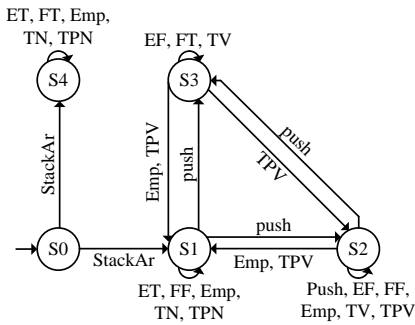 ET, FT, Emp,
TN, TPN
EF, FT, TV
S4
S3
StackAr
Emp, TPV
push
TPV
push
S0
StackAr
S1
push
Emp, TPV
S2
ET, FF, Emp,
TN, TPN
Push, EF, FF,
Emp, TV, TPV